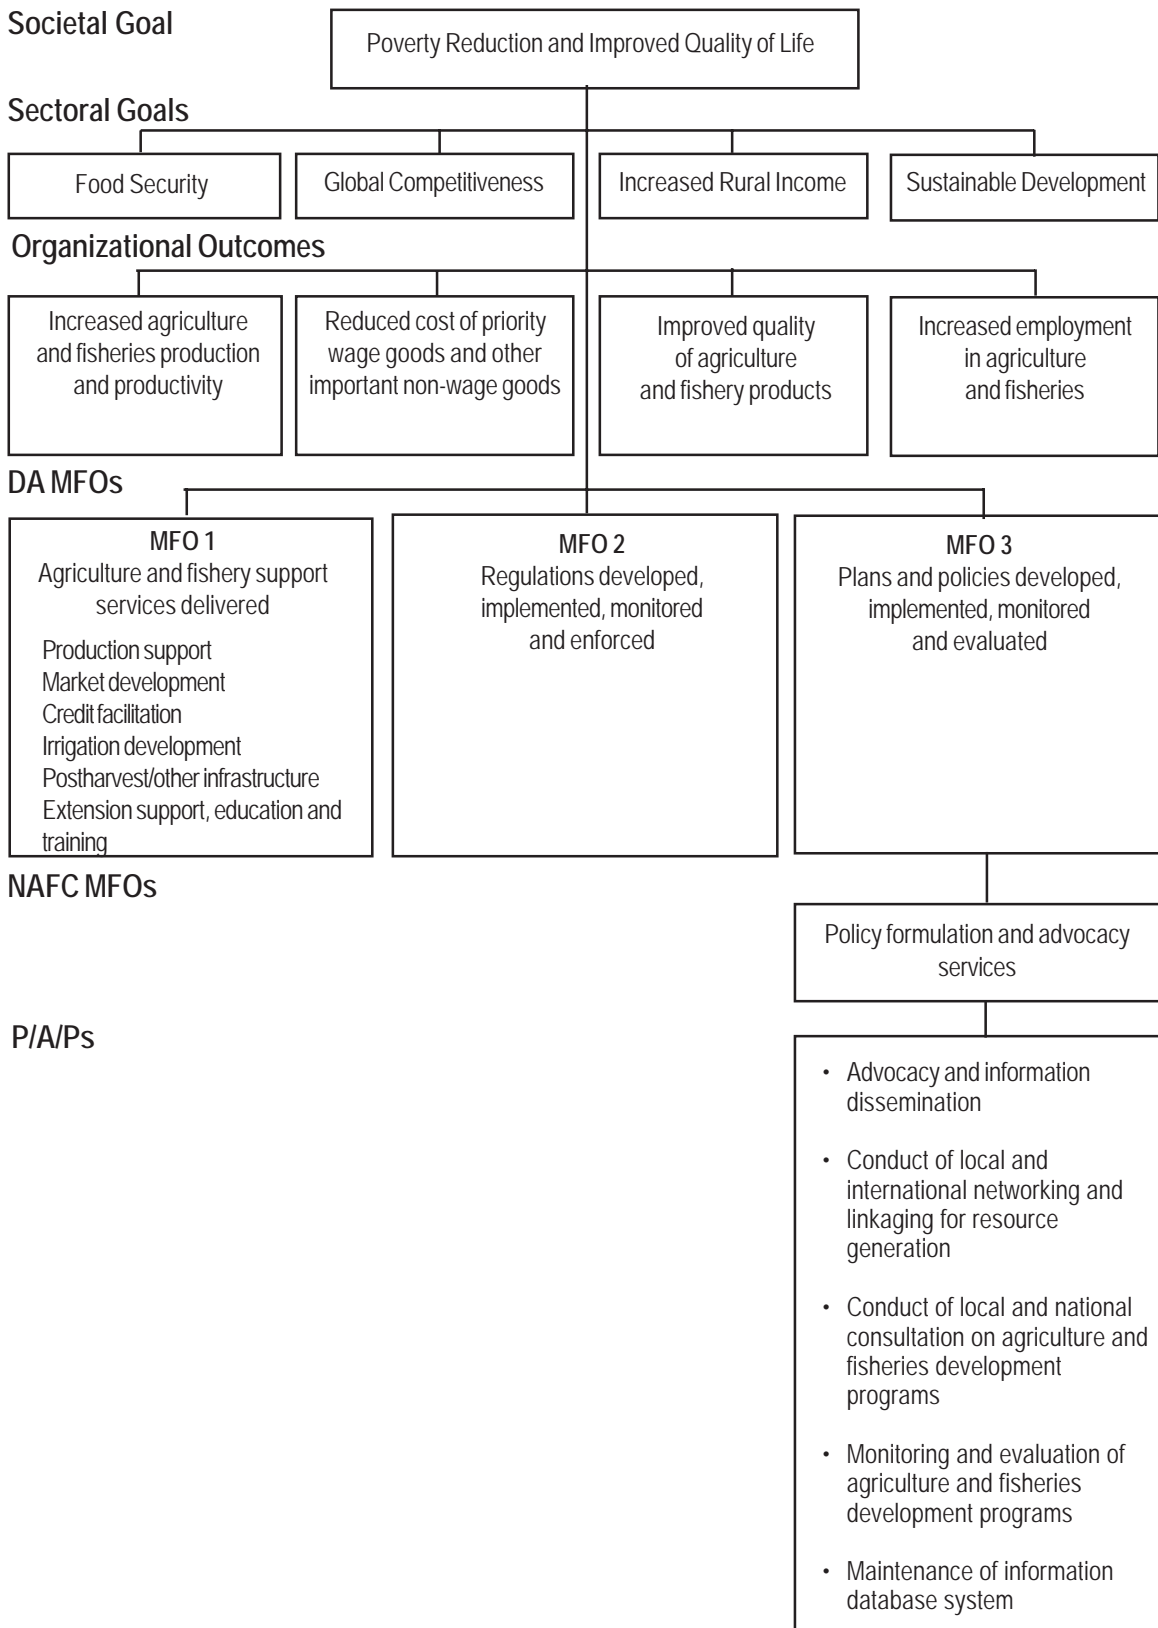 Societal Goal
Poverty Reduction and Improved Quality of Life
Sectoral Goals
Food Security
Global Competitiveness
Increased Rural Income
Sustainable Development
Organizational Outcomes
Increased agriculture
and fisheries production
and productivity
Reduced cost of priority
wage goods and other
important non-wage goods
Improved quality
of agriculture
and fishery products
Increased employment
in agriculture
and fisheries
DA MFOs
MFO 1
Agriculture and fishery support
services delivered
Production support
Market development
Credit facilitation
Irrigation development
Postharvest/other infrastructure
Extension support, education and
training
MFO 2
Regulations developed,
implemented, monitored
and enforced
MFO 3
Plans and policies developed,
implemented, monitored
and evaluated
NAFC MFOs
Policy formulation and advocacy
services
P/A/Ps
• Advocacy and information
dissemination
• Conduct of local and
international networking and
linkaging for resource
generation
• Conduct of local and national
consultation on agriculture and
fisheries development
programs
• Monitoring and evaluation of
agriculture and fisheries
development programs
• Maintenance of information
database system